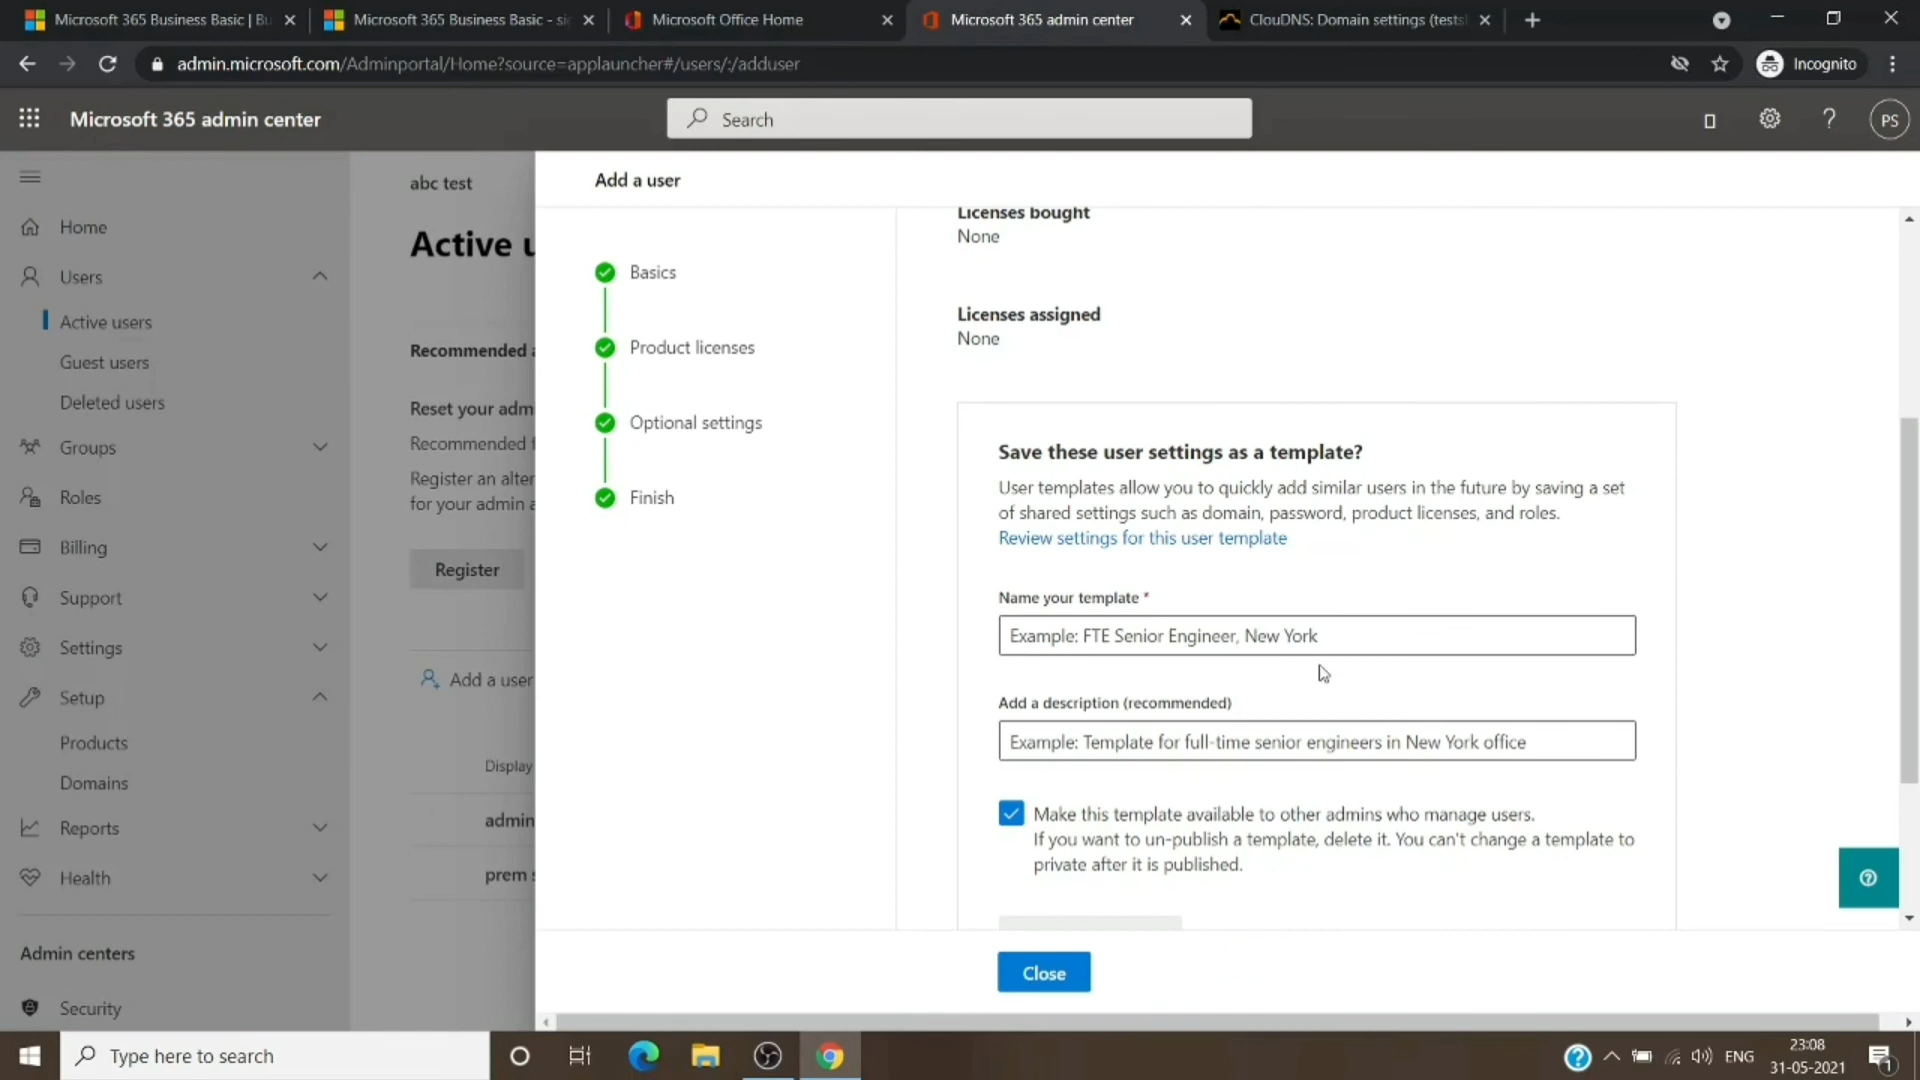 Microsoft 365 Business Basic | Bu
Microsoft 365 Business Basic - si
Microsoft Office Home
Microsoft 365 admin center
ClouDNS: Domain settings (tests
admin.microsoft.com/Adminportal/Home?source=applauncher#/users/:/adduser
Incognito
Microsoft 365 admin center
Search
PS
Home
Users
Active users
Guest users
Deleted users
Groups
Roles
Billing
Support
Settings
Setup
Products
Domains
Reports
Health
Admin centers
Security
abc test
Active u
Recommended a
Reset your adm
Recommended f
Register an alter
for your admin a
Register
Add a user
Display
admin
prem s
Add a user
Basics
Product licenses
Optional settings
Finish
Licenses bought
None
Licenses assigned
None
Save these user settings as a template?
User templates allow you to quickly add similar users in the future by saving a set
of shared settings such as domain, password, product licenses, and roles.
Review settings for this user template
Name your template *
Example: FTE Senior Engineer, New York
Add a description (recommended)
Example: Template for full-time senior engineers in New York office
Make this template available to other admins who manage users.
If you want to un-publish a template, delete it. You can't change a template to
private after it is published.
Close
Type here to search
ENG
23:08
31-05-2021
1